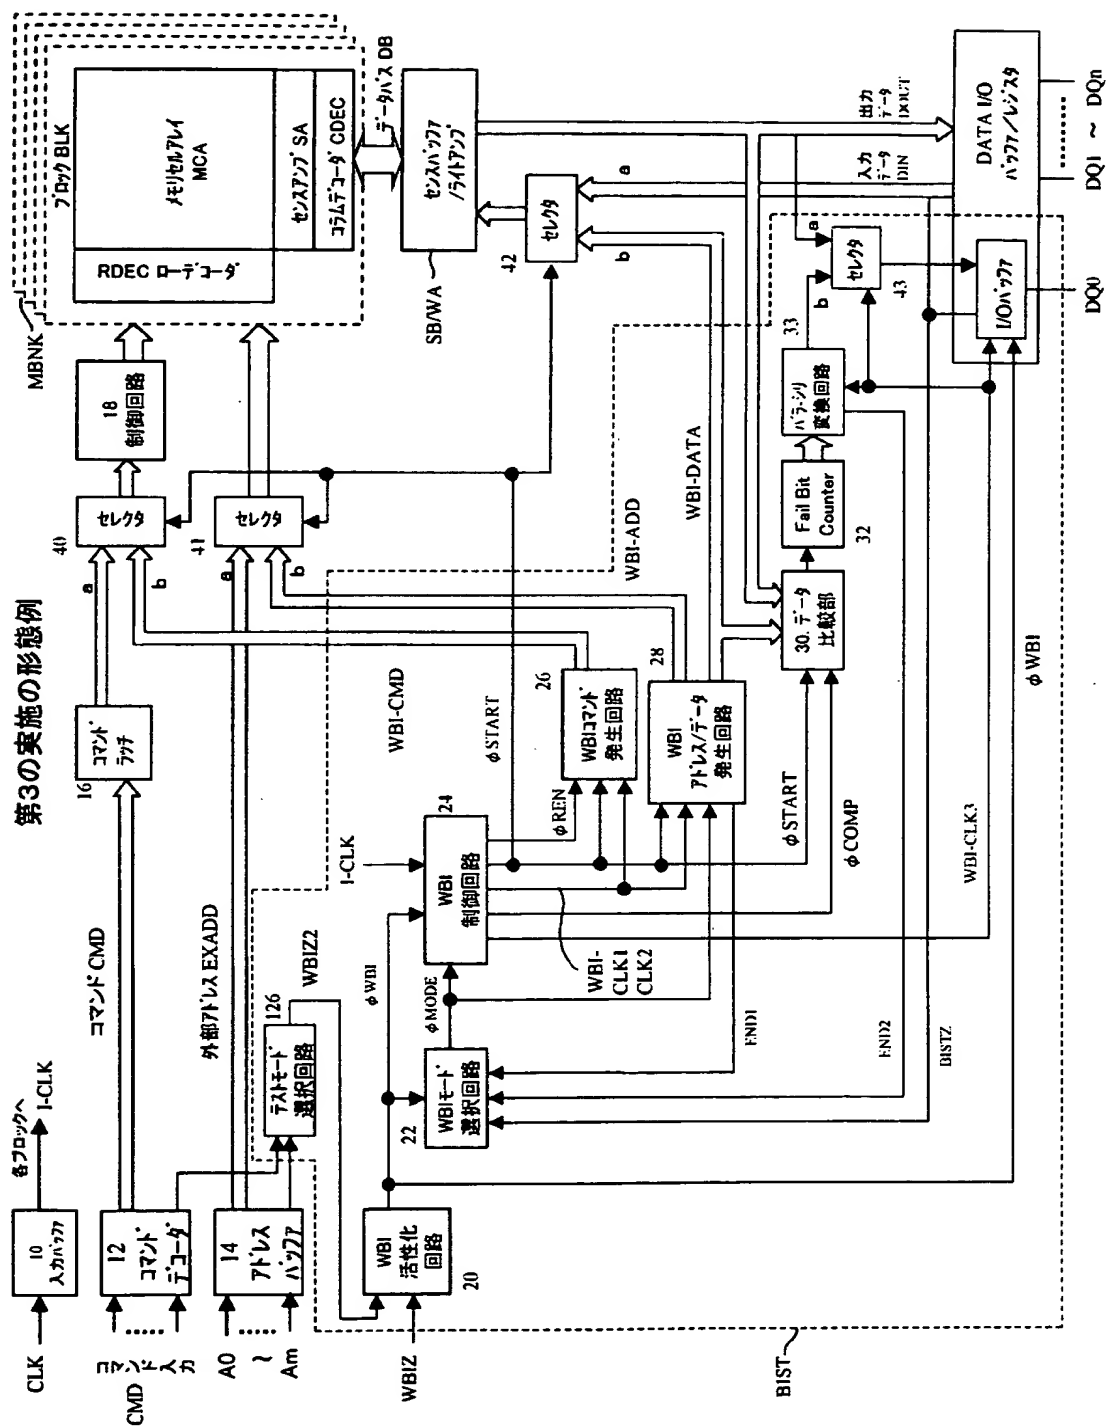 第3の実施の形態例
CLK
10
入力バッファ
各ブロックへ
I-CLK
コマンド入力
CMD
12
コマンド
デコーダ
コマンド CMD
16
コマンド
ラッチ
A0
~
Am
14
アドレス
バッファ
外部アドレス EXADD
テストモード
選択回路
126
WBIZ2
WBIZ
WBI
活性化
回路
20
BIST
φWBI
WBIモード
選択回路
22
φMODE
I-CLK
WBI
制御回路
24
φREN
WBI-
CLK1
CLK2
END1
END2
BISTZ
WBI-CMD
φSTART
WBIコマンド
発生回路
26
WBI
アドレス/データ
発生回路
28
φSTART
φCOMP
WBI-CLK3
φWBI
WBI-ADD
WBI-DATA
40
セレクタ
a
b
41
セレクタ
a
b
18
制御回路
MBNK
ブロック BLK
メモリセルアレイ
MCA
RDEC ローデコーダ
センスアンプ SA
コラムデコーダ CDEC
データバス DB
センスバッファ
/ライトアンプ
SB/WA
42
セレクタ
a
b
30.データ
比較部
Fail Bit
Counter
32
パラ-シリ
変換回路
33
セレクタ
a
b
43
出力
データ
DOUT
入力
データ
DIN
DATA I/O
バッファ/レジスタ
I/Oバッファ
DQ0
DQ1
~
DQn